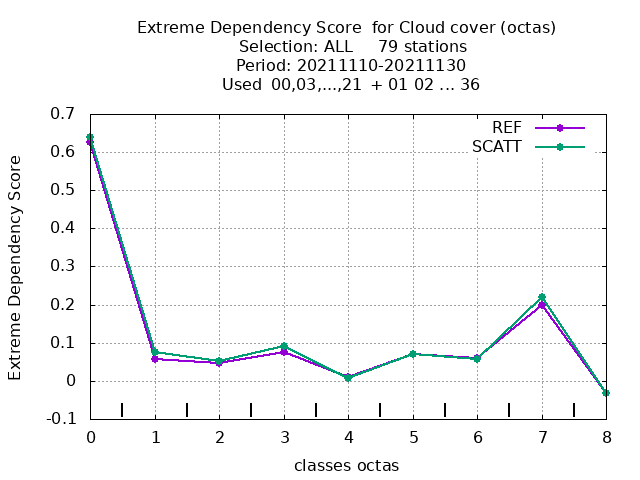 Extreme Dependency Score  for Cloud cover (octas)
Selection: ALL     79 stations
Period: 20211110-20211130
Used  00,03,...,21  + 01 02 ... 36
REF
SCATT
Extreme Dependency Score
0.7
0.6
0.5
0.4
0.3
0.2
0.1
0
-0.1
0 1 2 3 4 5 6 7 8
classes octas